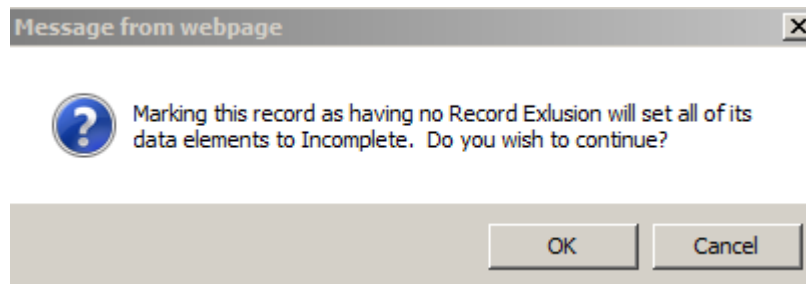 Message from webpage
Marking this record as having no Record Exlusion will set all of its
data elements to Incomplete.  Do you wish to continue?
OK
Cancel